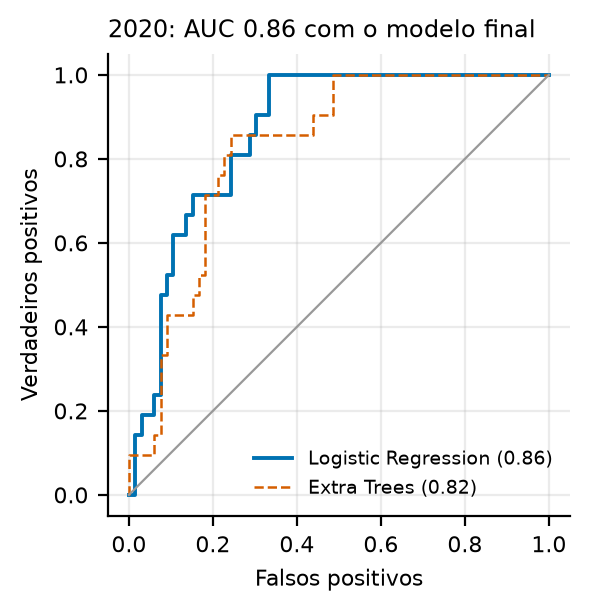 2020: AUC 0.86 com o modelo final
1.0
0.8
0.6
0.4
0.2
0.0
Verdadeiros positivos
Logistic Regression (0.86)
Extra Trees (0.82)
0.0 0.2 0.4 0.6 0.8 1.0
Falsos positivos